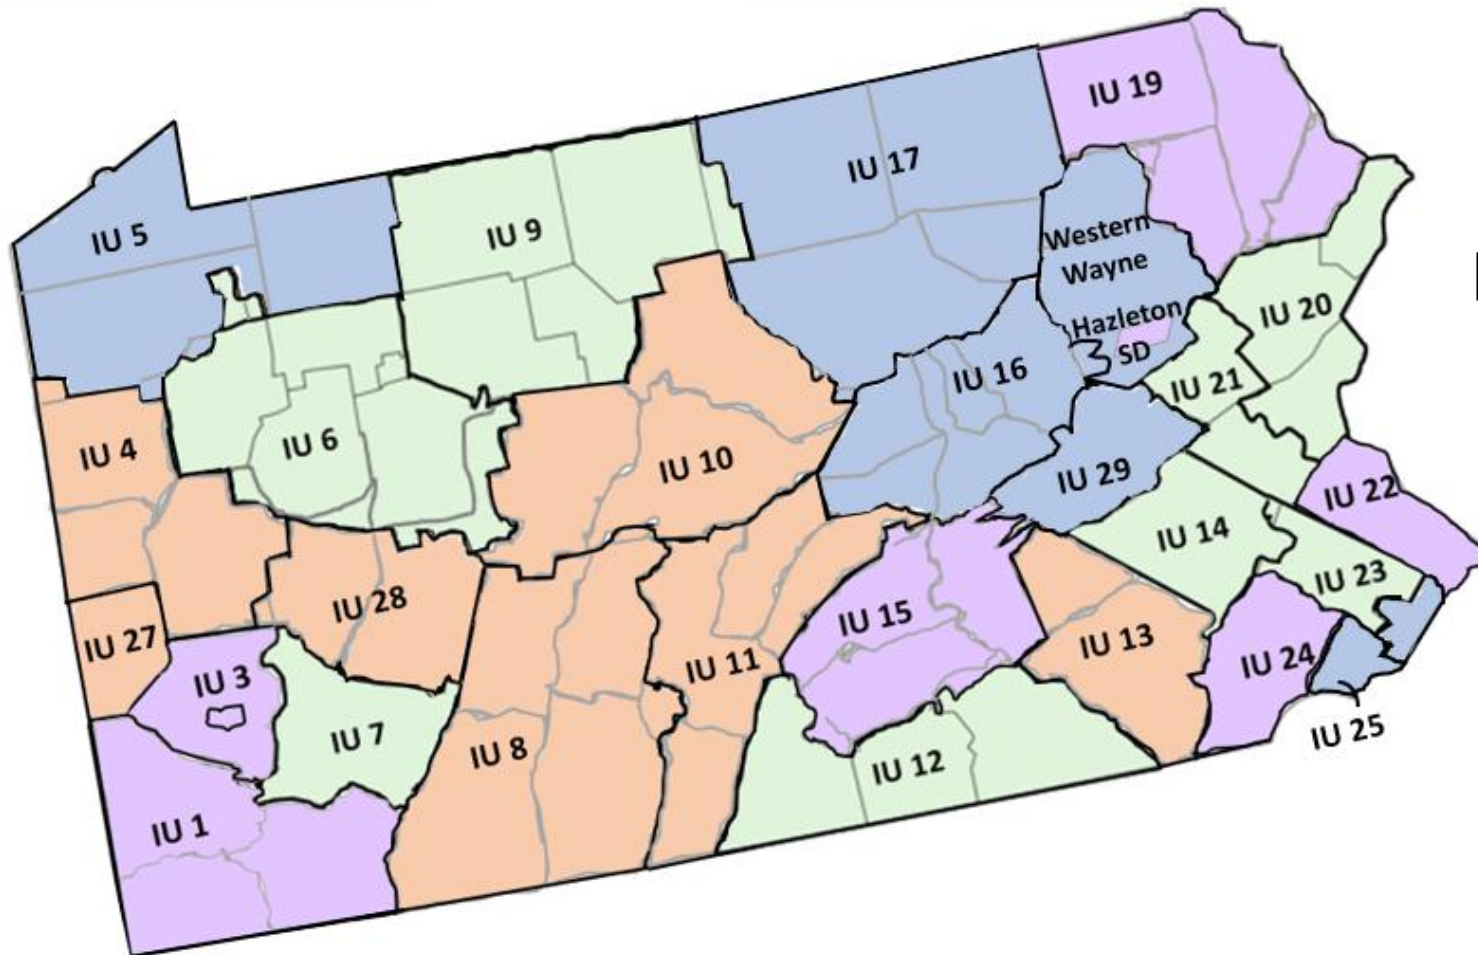 IU 19
IU 17
IU 5
IU 9
Western
Wayne
IU 20
Hazleton
SD
IU 16
IU 21
IU 4
IU 6
IU 10
IU 29
IU 22
IU 14
IU 23
IU 28
IU 15
IU 27
IU 13
IU 24
IU 3
IU 11
IU 7
IU 8
IU 25
IU 12
IU 1